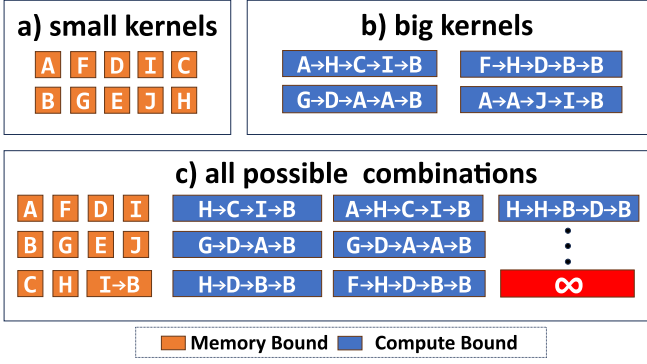 a) small kernels
A F D I C
B G E J H
b) big kernels
A→H→C→I→B F→H→D→B→B
G→D→A→A→B A→A→J→I→B
c) all possible combinations
A F D I H→C→I→B A→H→C→I→B H→H→B→D→B
B G E J G→D→A→B G→D→A→A→B
C H I→B H→D→B→B F→H→D→B→B ∞
Memory Bound Compute Bound